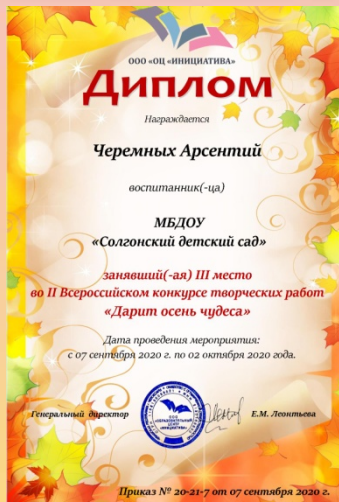 ООО «ОЦ «ИНИЦИАТИВА»
Диплом
Награждается
Черемных Арсентий
воспитанник(-ца)
МБДОУ
«Солгонский детский сад»
занявший(-ая) III место
во II Всероссийском конкурсе творческих работ
«Дарит осень чудеса»
Дата проведения мероприятия:
с 07 сентября 2020 г. по 02 октября 2020 года.
Генеральный директор Е.М. Леонтьева
Приказ № 20-21-7 от 07 сентября 2020 г.